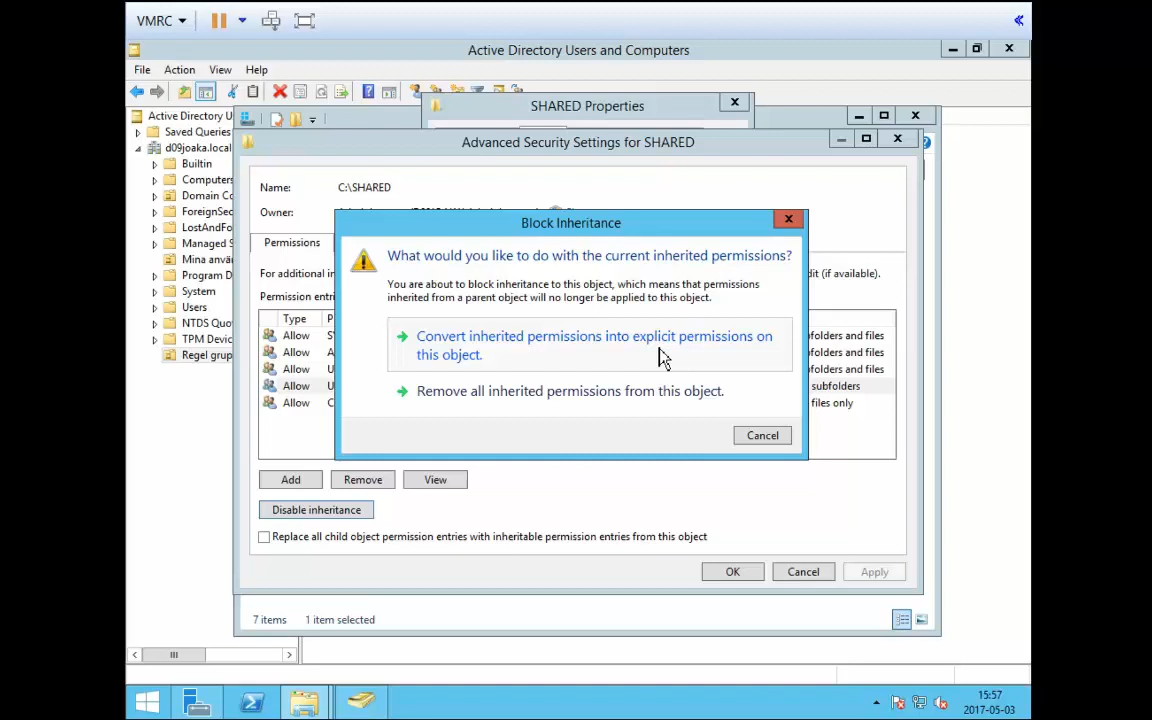 VMRC
Active Directory Users and Computers
File Action View Help
Active Directory U
Saved Queries
d09joaka.local
Builtin
Computers
Domain Co
ForeignSec
LostAndFo
Managed S
Mina använ
Program D
System
Users
NTDS Quo
TPM Devic
Regel grup
SHARED Properties
Advanced Security Settings for SHARED
Name: C:\SHARED
Owner:
Permissions
For additional in
dit (if available).
Permission entri
Type P
Allow S
bfolders and files
Allow A
bfolders and files
Allow U
bfolders and files
Allow U
subfolders
Allow C
files only
Block Inheritance
What would you like to do with the current inherited permissions?
You are about to block inheritance to this object, which means that permissions
inherited from a parent object will no longer be applied to this object.
Convert inherited permissions into explicit permissions on
this object.
Remove all inherited permissions from this object.
Cancel
Add Remove View
Disable inheritance
Replace all child object permission entries with inheritable permission entries from this object
OK Cancel Apply
7 items 1 item selected
15:57
2017-05-03